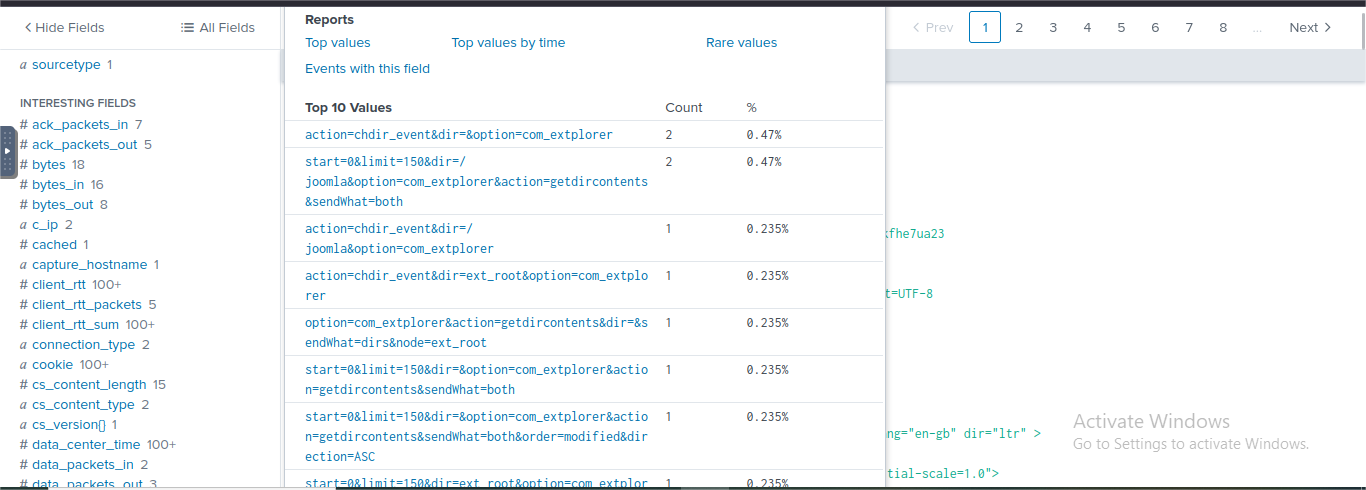 Hide Fields
All Fields
a sourcetype 1
INTERESTING FIELDS
# ack_packets_in 7
# ack_packets_out 5
# bytes 18
# bytes_in 16
# bytes_out 8
a c_ip 2
# cached 1
a capture_hostname 1
# client_rtt 100+
# client_rtt_packets 5
# client_rtt_sum 100+
a connection_type 2
a cookie 100+
# cs_content_length 15
a cs_content_type 2
a cs_version[] 1
# data_center_time 100+
# data_packets_in 2
# data_packets_out 3
Reports
Top values
Top values by time
Rare values
Events with this field
Top 10 Values Count %
action=chdir_event&dir=&option=com_extplorer 2 0.47%
start=0&limit=150&dir=/ 2 0.47%
joomla&option=com_extplorer&action=getdircontents
&sendWhat=both
action=chdir_event&dir=/ 1 0.235%
joomla&option=com_extplorer
action=chdir_event&dir=ext_root&option=com_explo 1 0.235%
rer
option=com_extplorer&action=getdircontents&dir=&s 1 0.235%
endWhat=dirs&node=ext_root
start=0&limit=150&dir=&option=com_extplorer&actio 1 0.235%
n=getdircontents&sendWhat=both
start=0&limit=150&dir=&option=com_extplorer&actio 1 0.235%
n=getdircontents&sendWhat=both&order=modified&dir
ection=ASC
start=0&limit=150&dir=ext_root&option=com_explor 1 0.235%
Prev 1 2 3 4 5 6 7 8 ... Next
kfhe7ua23
t=UTF-8
ng="en-gb" dir="ltr" >
tial-scale=1.0">
Activate Windows
Go to Settings to activate Windows.